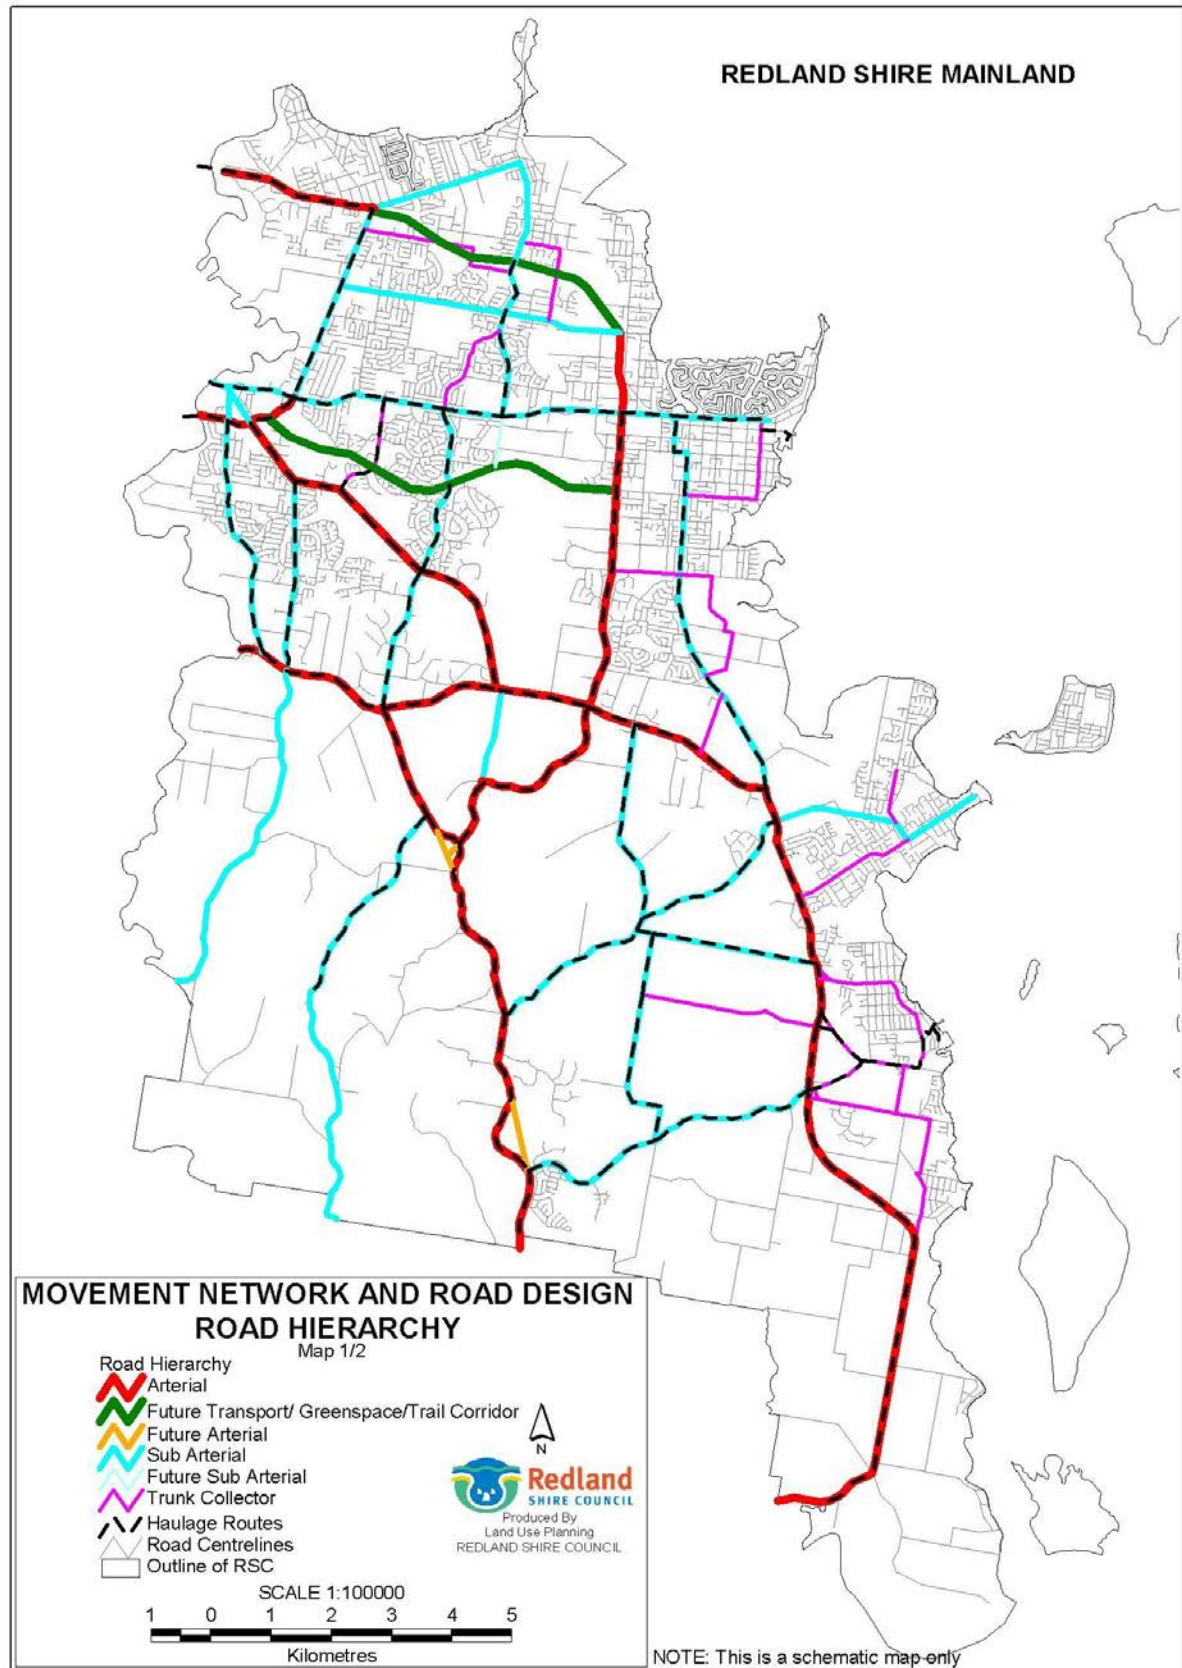 REDLAND SHIRE MAINLAND
MOVEMENT NETWORK AND ROAD DESIGN
ROAD HIERARCHY
Map 1/2
Road Hierarchy
Arterial
Future Transport/ Greenspace/Trail Corridor
Future Arterial
Sub Arterial
Future Sub Arterial
Trunk Collector
Haulage Routes
Road Centrelines
Outline of RSC
N
Redland
SHIRE COUNCIL
Produced By
Land Use Planning
REDLAND SHIRE COUNCIL
SCALE 1:100000
1 0 1 2 3 4 5
Kilometres
NOTE: This is a schematic map only